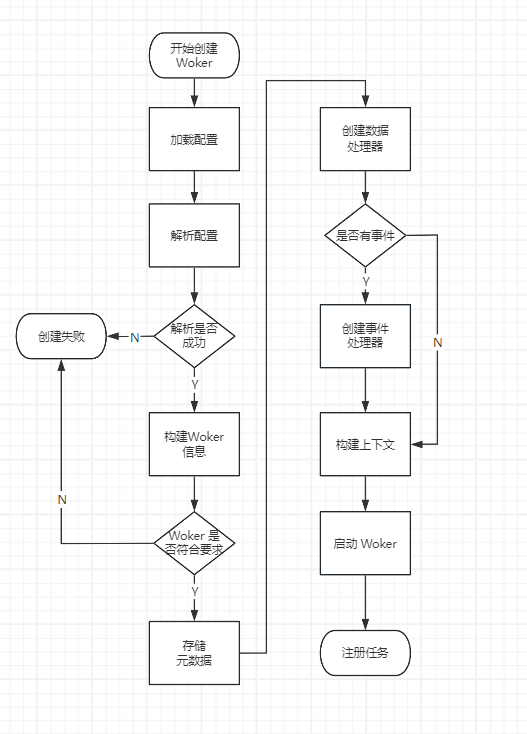 开始创建
Woker
加载配置
解析配置
解析是否
成功
N
创建失败
Y
构建Woker
信息
Woker 是
否符合要求
N
Y
存储
元数据
创建数据
处理器
是否有事件
Y
N
创建事件
处理器
构建上下文
启动 Woker
注册任务